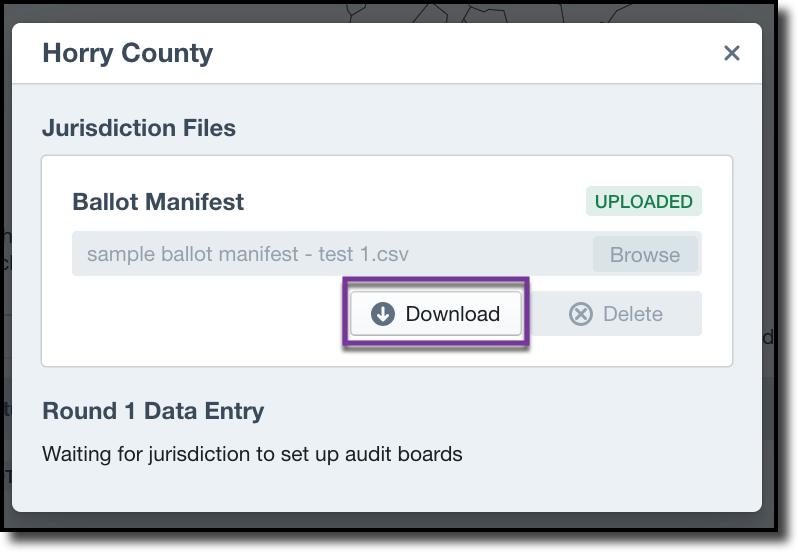 Horry County
Jurisdiction Files
Ballot Manifest
UPLOADED
sample ballot manifest - test 1.csv
Browse
Download
Delete
Round 1 Data Entry
Waiting for jurisdiction to set up audit boards